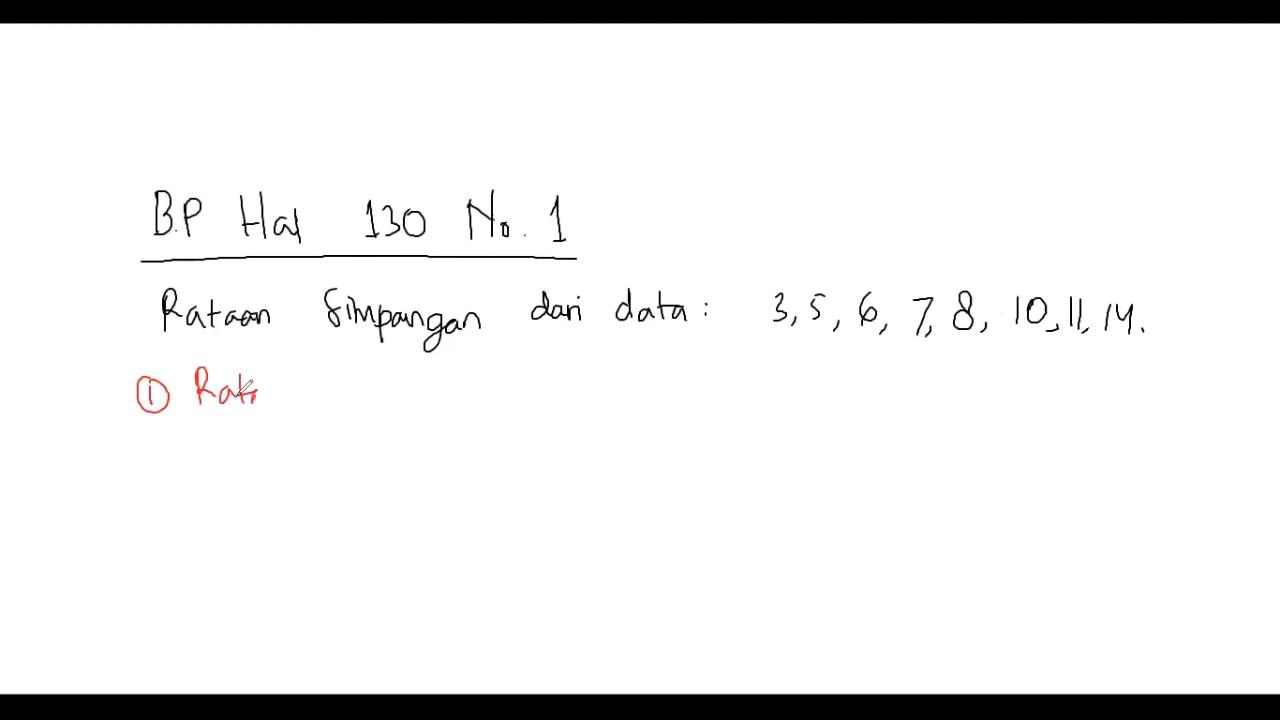 B.P Hal 130 No. 1
Rataan Simpangan dari data : 3, 5, 6, 7, 8, 10, 11, 14.
① Rat